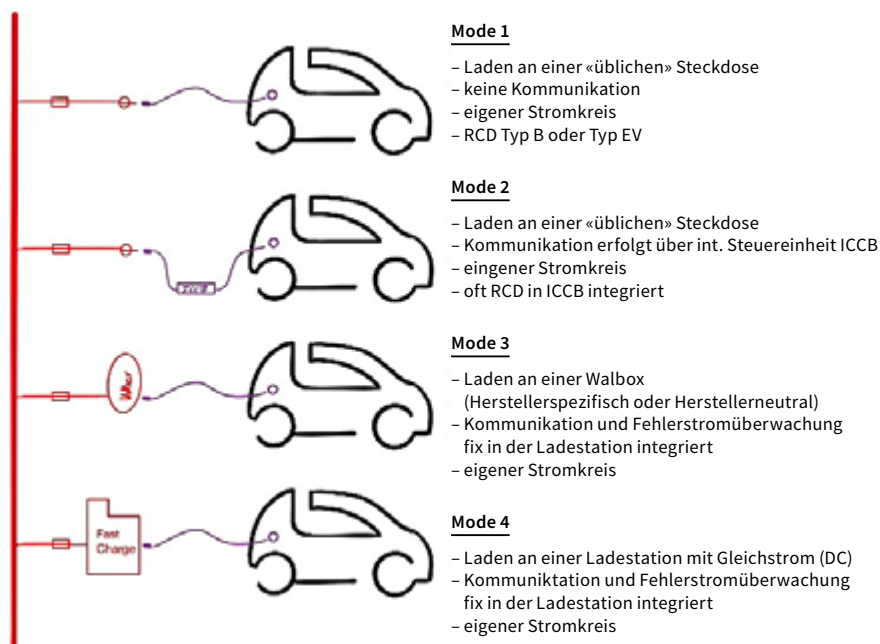 Mode 1
– Laden an einer «üblichen» Steckdose
– keine Kommunikation
– eigener Stromkreis
– RCD Typ B oder Typ EV
Mode 2
– Laden an einer «üblichen» Steckdose
– Kommunikation erfolgt über int. Steuereinheit ICCB
– eingener Stromkreis
– oft RCD in ICCB integriert
Mode 3
– Laden an einer Walbox
(Herstellerspezifisch oder Herstellerneutral)
– Kommunikation und Fehlerstromüberwachung
fix in der Ladestation integriert
– eigener Stromkreis
Fast
Charge
Mode 4
– Laden an einer Ladestation mit Gleichstrom (DC)
– Kommuniktation und Fehlerstromüberwachung
fix in der Ladestation integriert
– eigener Stromkreis